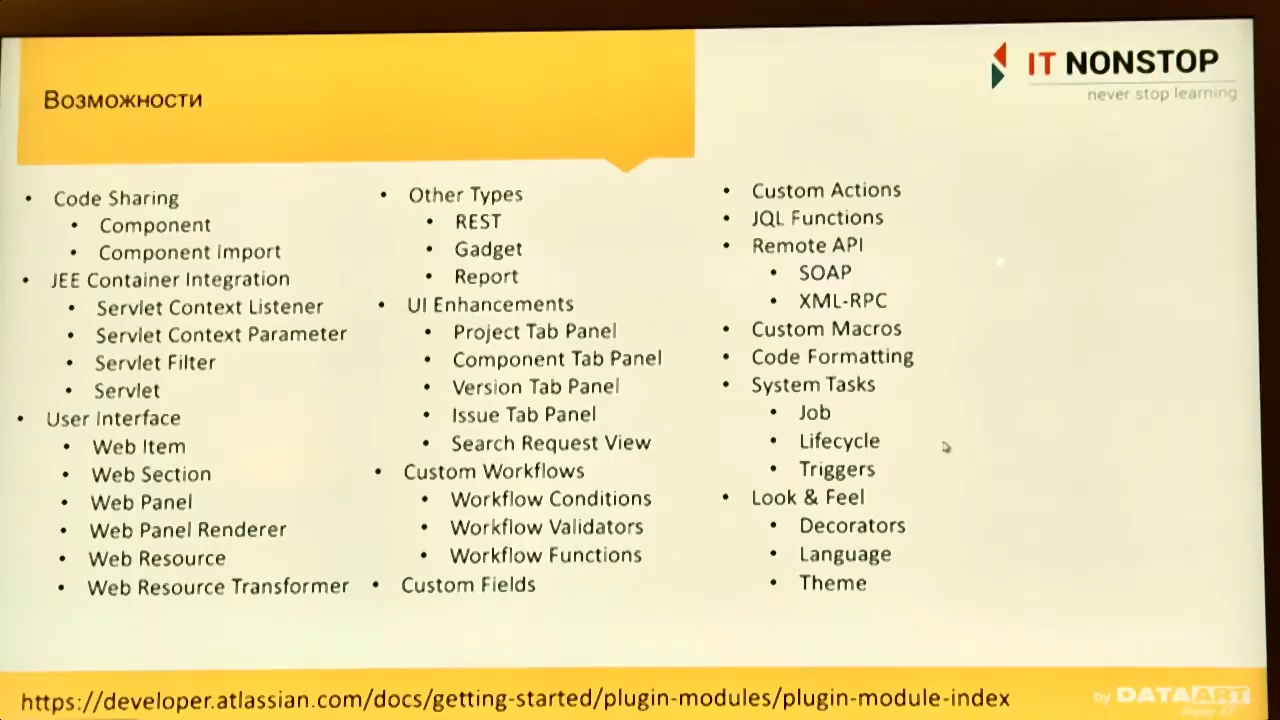 Возможности
IT NONSTOP
never stop learning
• Code Sharing
• Component
• Component Import
• JEE Container Integration
• Servlet Context Listener
• Servlet Context Parameter
• Servlet Filter
• Servlet
• User Interface
• Web Item
• Web Section
• Web Panel
• Web Panel Renderer
• Web Resource
• Web Resource Transformer
• Other Types
• REST
• Gadget
• Report
• UI Enhancements
• Project Tab Panel
• Component Tab Panel
• Version Tab Panel
• Issue Tab Panel
• Search Request View
• Custom Workflows
• Workflow Conditions
• Workflow Validators
• Workflow Functions
• Custom Fields
• Custom Actions
• JQL Functions
• Remote API
• SOAP
• XML-RPC
• Custom Macros
• Code Formatting
• System Tasks
• Job
• Lifecycle
• Triggers
• Look & Feel
• Decorators
• Language
• Theme
https://developer.atlassian.com/docs/getting-started/plugin-modules/plugin-module-index
by DATAART